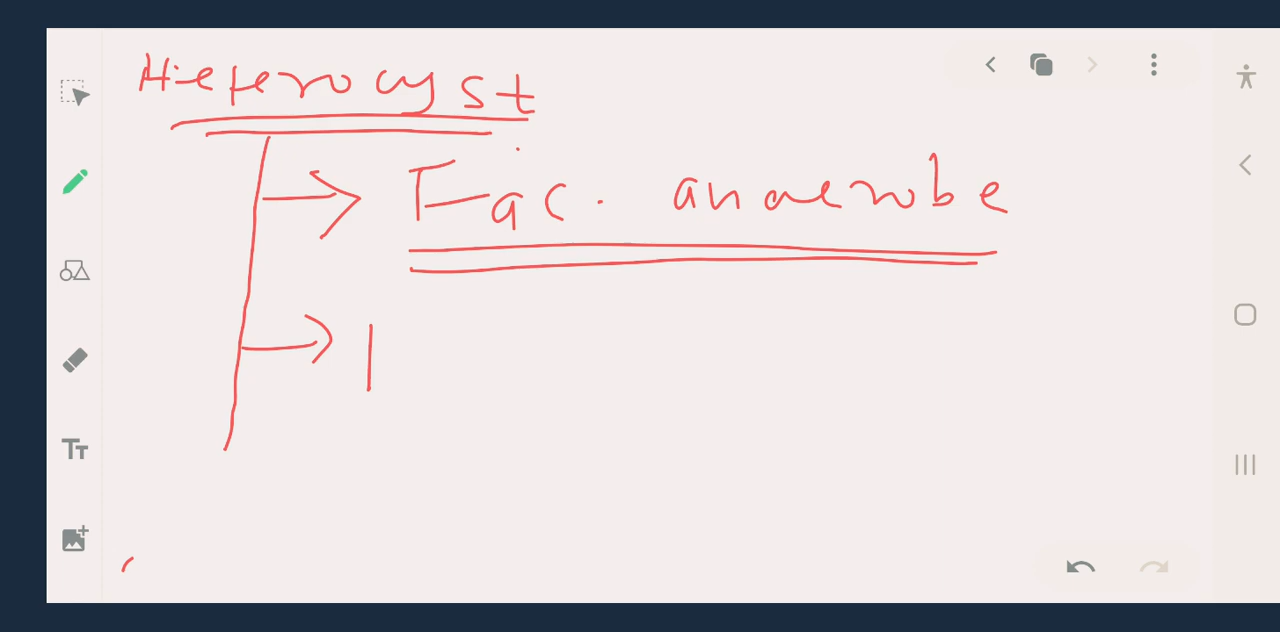 Heterocyst
→ Fac. anaerobe
→